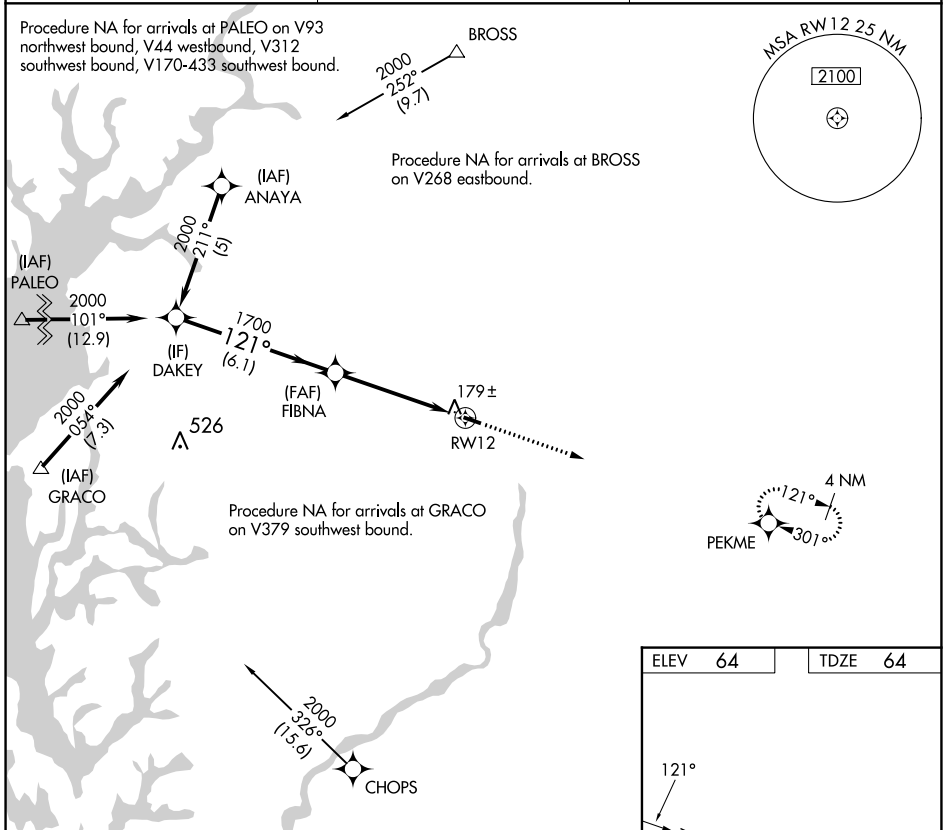 Procedure NA for arrivals at PALEO on V93
northwest bound, V44 westbound, V312
southwest bound, V170-433 southwest bound.
BROSS
2000
252°
(9.7)
MSA RW12 25 NM
2100
Procedure NA for arrivals at BROSS
on V268 eastbound.
(IAF)
ANAYA
2000
211°
(5)
(IAF)
PALEO
2000
101°
(12.9)
(IF)
DAKEY
1700
121°
(6.1)
(FAF)
FIBNA
179±
RW12
2000
054°
(7.3)
(IAF)
GRACO
526
Procedure NA for arrivals at GRACO
on V379 southwest bound.
4 NM
121°
301°
PEKME
2000
326°
(15.6)
CHOPS
ELEV 64
TDZE 64
121°